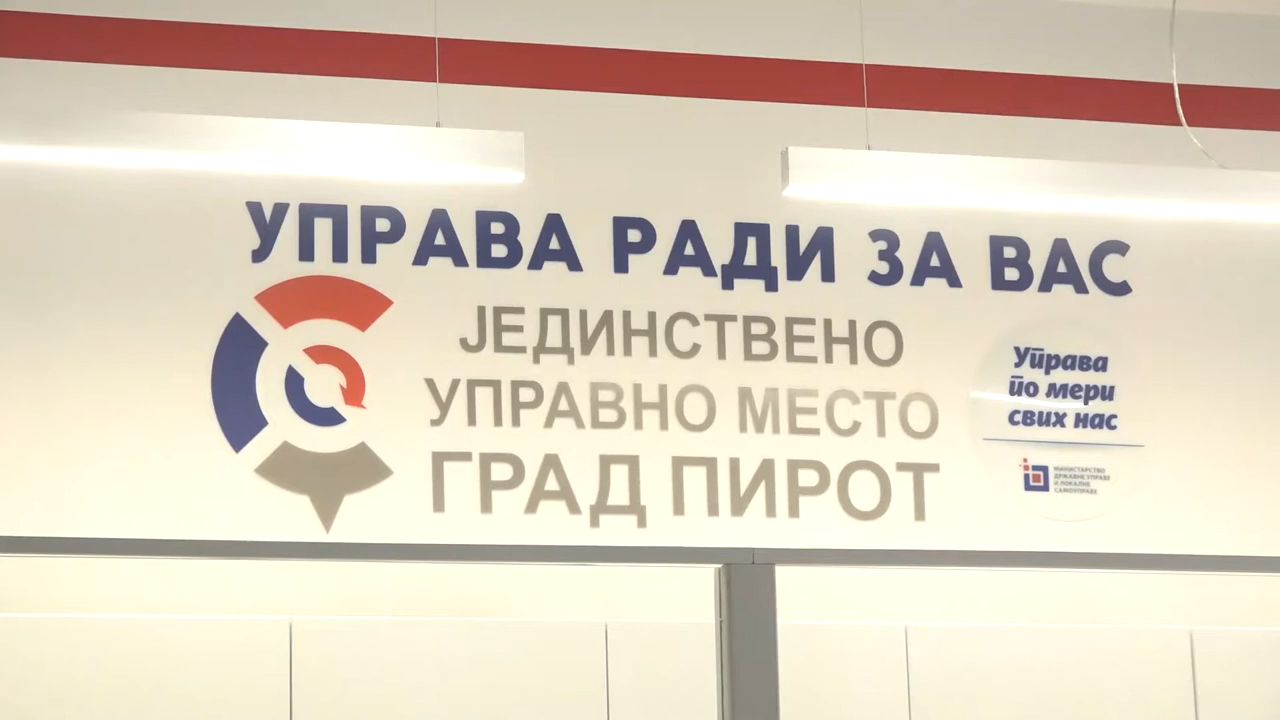 УПРАВА РАДИ ЗА ВАС
ЈЕДИНСТВЕНО
УПРАВНО МЕСТО
ГРАД ПИРОТ
Управа
по мери
свих нас
МИНИСТАРСТВО
ДРЖАВНЕ УПРАВЕ
И ЛОКАЛНЕ
САМОУПРАВЕ